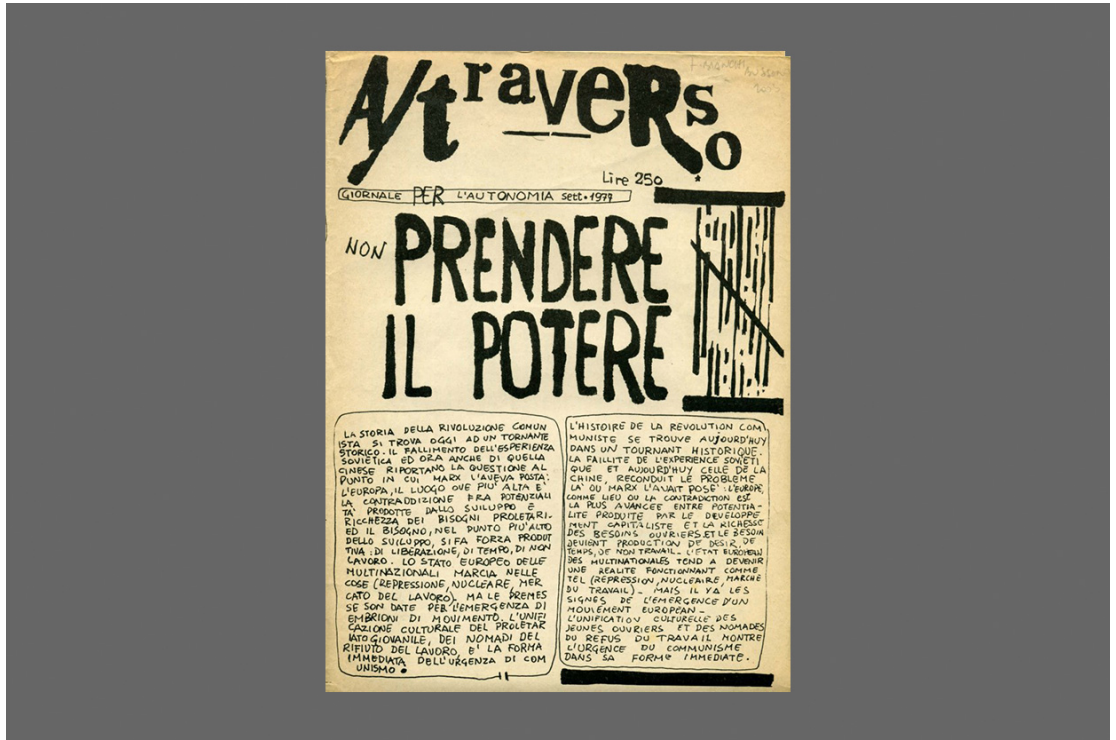 A/traveRso
Lire 250
GIORNALE PER L'AUTONOMIA sett.1977
NON PRENDERE
IL POTERE
LA STORIA DELLA RIVOLUZIONE COMUN
ISTA SI TROVA OGGI AD UN TORNANTE
STORICO. IL FALLIMENTO DELL'ESPERIENZA
SOVIETICA ED ORA ANCHE DI QUELLA
CINESE RIPORTANO LA QUESTIONE AL
PUNTO IN CUI MARX L'AVEVA POSTA:
L'EUROPA, IL LUOGO OVE PIU' ALTA E'
LA CONTRADDIZIONE FRA POTENZIALI
TA' PRODOTTE DALLO SVILUPPO E
RICCHEZZA DEI BISOGNI PROLETARI.
ED IL BISOGNO, NEL PUNTO PIU'ALTO
DELLO SVILUPPO, SI FA FORZA PRODUT
TIVA: DI LIBERAZIONE, DI TEMPO, DI NON
LAVORO. LO STATO EUROPEO DELLE
MULTINAZIONALI MARCIA NELLE
COSE (REPRESSIONE, NUCLEARE, MER
CATO DEL LAVORO). MA LE PREMES
SE SON DATE PER L'EMERGENZA DI
EMBRIONI DI MOVIMENTO. L'UNIFI
CAZIONE CULTURALE DEL PROLETAR
IATO GIOVANILE, DEI NOMADI DEL
RIFIUTO DEL LAVORO, E' LA FORMA
IMMEDIATA DELL'URGENZA DI COM
UNISMO.
L'HISTOIRE DE LA REVOLUTION COM
MUNISTE SE TROUVE AUJOURD'HUY
DANS UN TOURNANT HISTORIQUE.
LA FAILLITE DE L'EXPERIENCE SOVIETI
QUE ET AUJOURD'HUY CELLE DE LA
CHINE, RECONDUIT LE PROBLEME
LA' OU MARX L'AVAIT POSE': L'EUROPE,
COMME LIEU OU LA CONTRADICTION EST
LA PLUS AVANCEE ENTRE POTENTIA-
LITE PRODUITE PAR LE DEVELOPPE
MENT CAPITALISTE ET LA RICHESSE
DES BESOINS OUVRIERS. ET LE BESOIN
DEVIENT PRODUCTION DE DESIR, DE
TEMPS, DE NON TRAVAIL. L'ETAT EUROPEEN
DES MULTINATIONALES TEND A DEVENIR
UNE REALITE FONCTIONNANT COMME
TEL (REPRESSION, NUCLEAIRE, MARCHE
DU TRAVAIL). MAIS IL Y A LES
SIGNES DE L'EMERGENCE D'UN
MOUVEMENT EUROPEAN-
L'UNIFICATION CULTURELLE DES
JEUNES OUVRIERS ET DES NOMADES
DU REFUS DU TRAVAIL MONTRE
L'URGENCE DU COMMUNISME
DANS SA FORME IMMEDIATE.